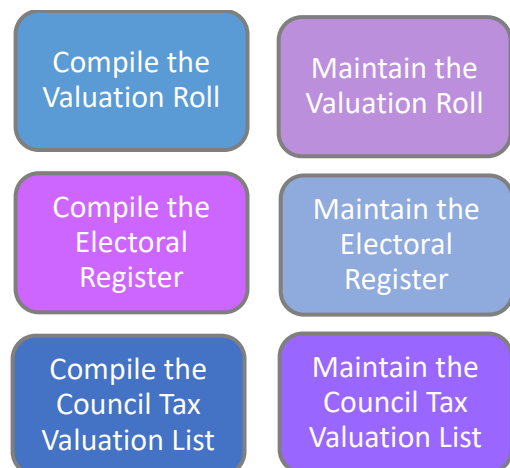 Compile the
Valuation Roll
Maintain the
Valuation Roll
Compile the
Electoral
Register
Maintain the
Electoral
Register
Compile the
Council Tax
Valuation List
Maintain the
Council Tax
Valuation List